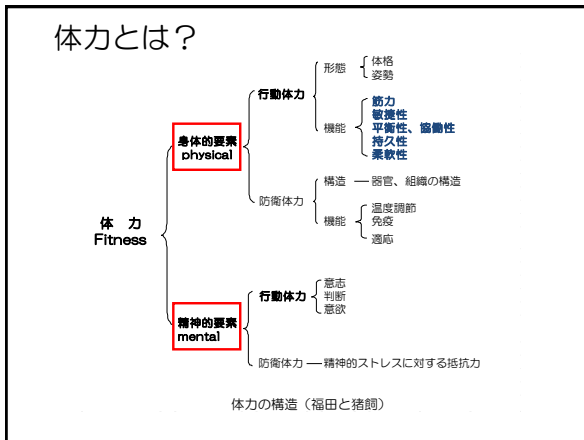 体力とは？
形態
体格
姿勢
行動体力
機能
筋力
敏捷性
平衡性、協働性
持久性
柔軟性
身体的要素
physical
防衛体力
構造
器官、組織の構造
機能
温度調節
免疫
適応
体　力
Fitness
精神的要素
mental
行動体力
意志
判断
意欲
防衛体力
精神的ストレスに対する抵抗力
体力の構造（福田と猪飼）